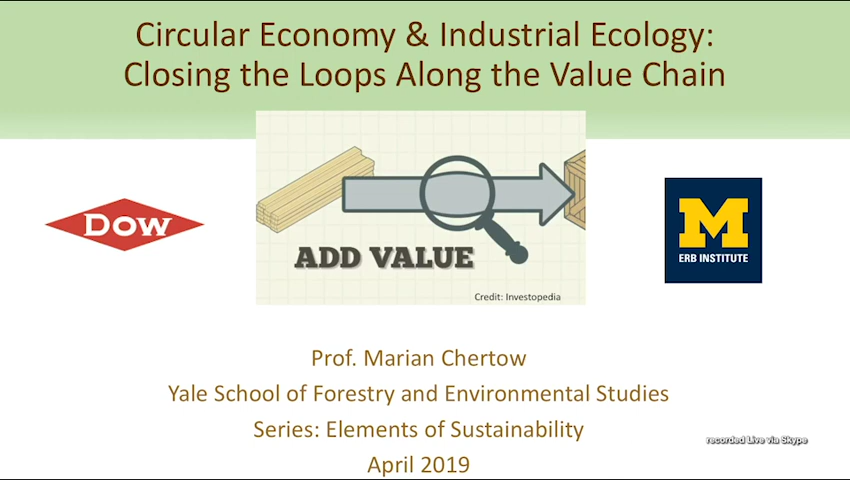 Circular Economy & Industrial Ecology:
Closing the Loops Along the Value Chain
DOW
ADD VALUE
Credit: Investopedia
M
ERB INSTITUTE
Prof. Marian Chertow
Yale School of Forestry and Environmental Studies
Series: Elements of Sustainability
recorded Live via Skype
April 2019